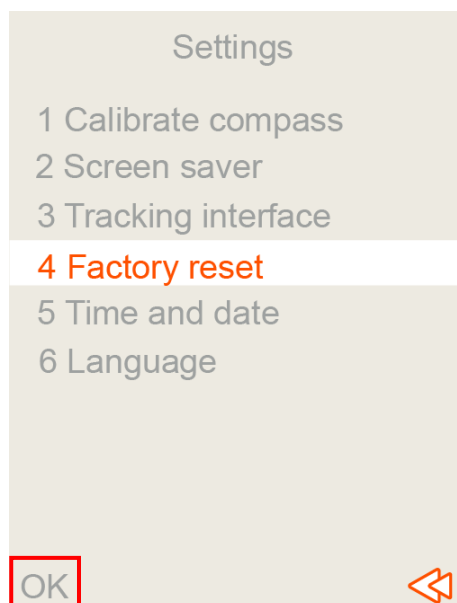 Settings
1 Calibrate compass
2 Screen saver
3 Tracking interface
4 Factory reset
5 Time and date
6 Language
OK